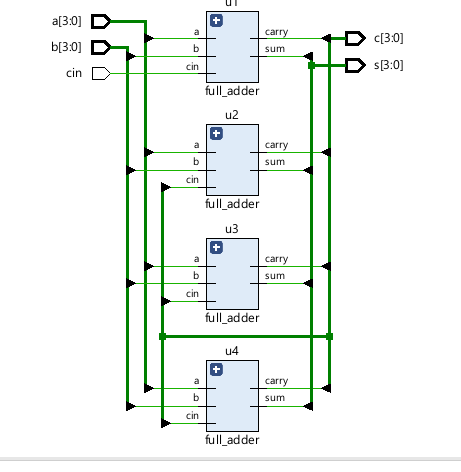 u1
a[3:0]
b[3:0]
cin
a
b
cin
carry
sum
full_adder
c[3:0]
s[3:0]
u2
a
b
cin
carry
sum
full_adder
u3
a
b
cin
carry
sum
full_adder
u4
a
b
cin
carry
sum
full_adder